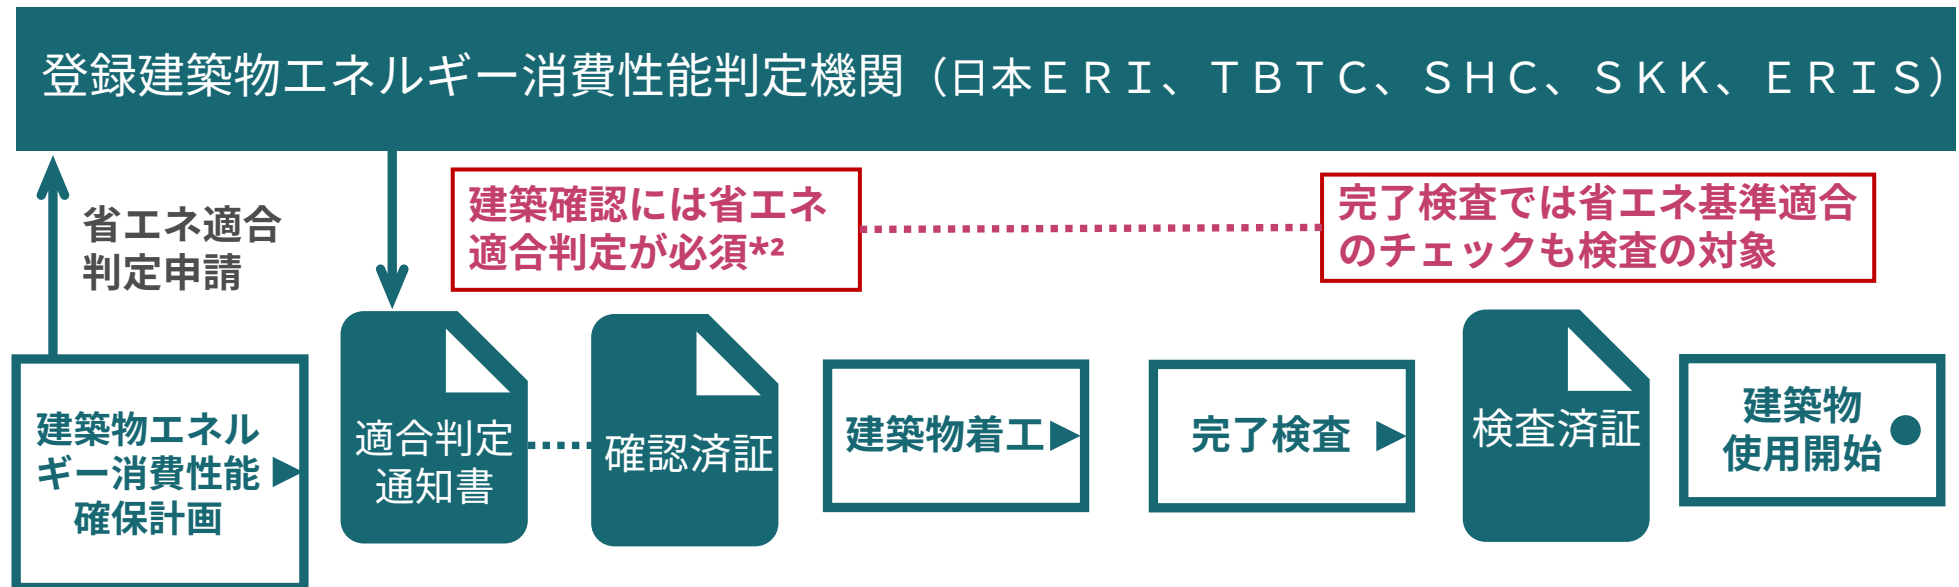 登録建築物エネルギー消費性能判定機関（日本ＥＲＩ、ＴＢＴＣ、ＳＨＣ、ＳＫＫ、ＥＲＩＳ）
省エネ適合
判定申請
建築確認には省エネ
適合判定が必須*²
完了検査では省エネ基準適合
のチェックも検査の対象
建築物エネル
ギー消費性能
確保計画
適合判定
通知書
確認済証
建築物着工
完了検査
検査済証
建築物
使用開始